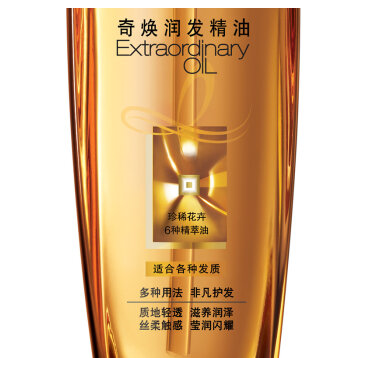 奇焕润发精油
Extraordinary
OIL
珍稀花卉
6种精萃油
适合各种发质
多种用法 非凡护发
质地轻透 滋养润泽
丝柔触感 莹润闪耀